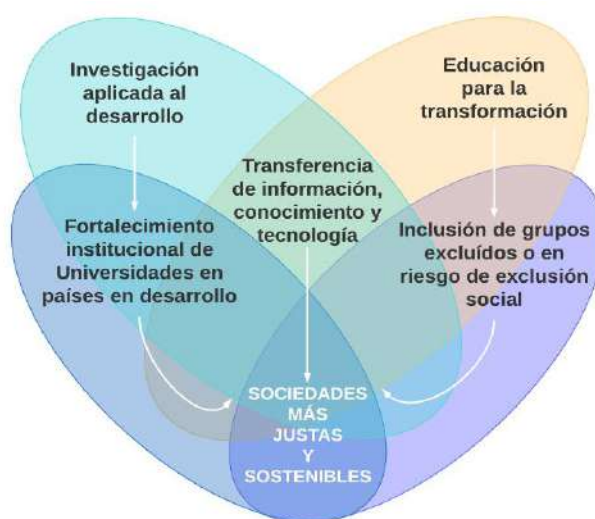 Investigación
aplicada al
desarrollo
Educación
para la
transformación
Transferencia
de información,
conocimiento y
tecnología
Fortalecimiento
institucional de
Universidades en
países en desarrollo
Inclusión de grupos
excluídos o en
riesgo de exclusión
social
SOCIEDADES
MÁS
JUSTAS
Y
SOSTENIBLES